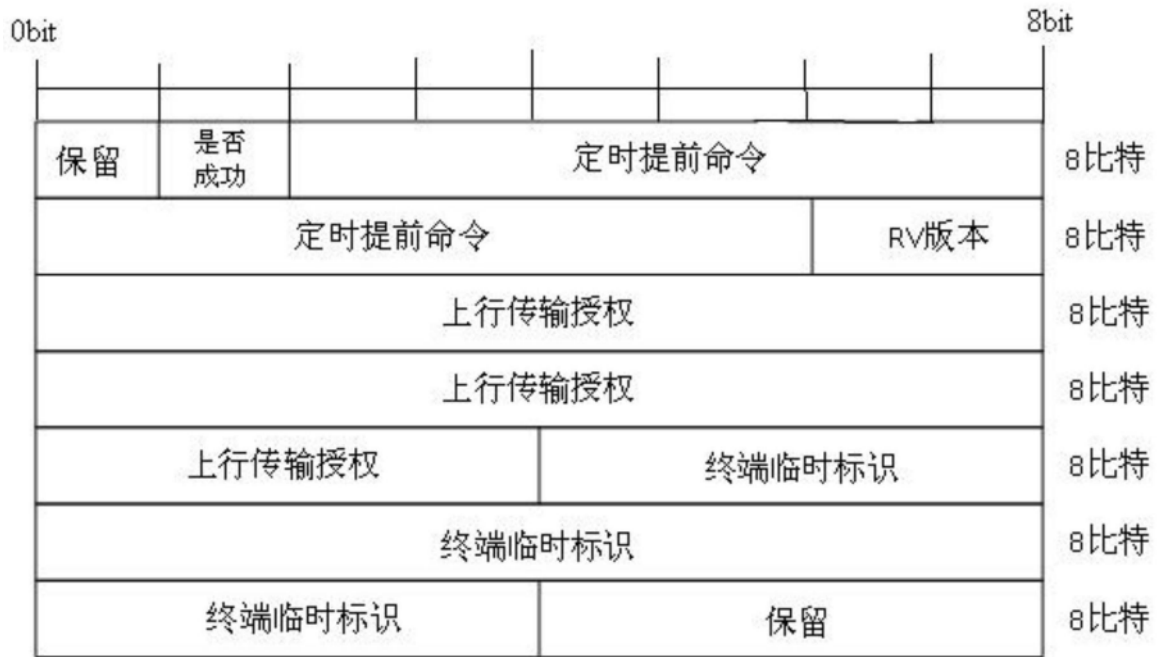 0bit 8bit
保留 是否 定时提前命令 8比特
成功
定时提前命令 RV版本 8比特
上行传输授权 8比特
上行传输授权 8比特
上行传输授权 终端临时标识 8比特
终端临时标识 8比特
终端临时标识 保留 8比特